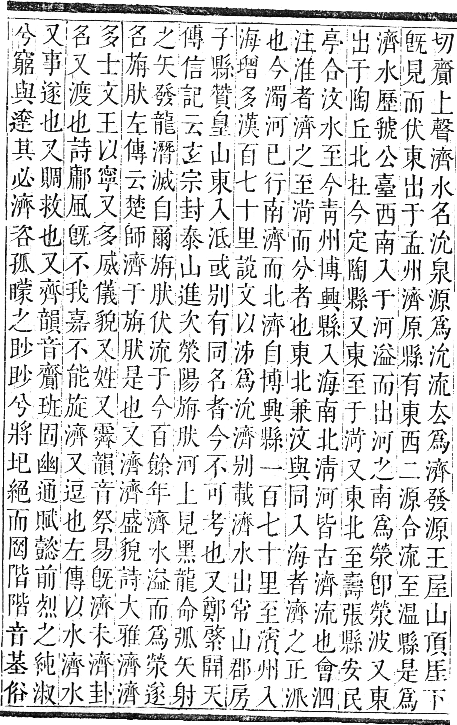 切齎上聲濟水名沇泉源爲沇流厺爲濟發源王屋山頂厓下
旣見而伏東出于孟州濟原縣有東西二源合流至溫縣是爲
濟水歷虢公臺西南入于河溢而出河之南爲滎卽滎波又東
出于陶丘北杜今定陶縣又東至于菏又東北至壽張縣安民
亭合汶水至今青州博興縣入海南北清河皆古濟流也會泗
注淮者濟之至菏而分者也東北兼汶與同入海者濟之正派
也今濁河已行南濟而北濟自博興縣一百七十里至濱州入
海增多漢百七十里說文以泲爲沇濟别載濟水出常山郡房
子縣贊皇山東入泜或别有同名者今不可考也又鄭棨開天
傳信記云玄宗封泰山進次滎陽旃肰河上見黑龍命弧矢射
之矢發龍潛滅自爾旃肰伏流于今百餘年濟水溢而爲滎遂
名旃肰左傳云楚師濟于旃肰是也又濟濟盛貌詩大雅濟濟
多士文王以寧又多威儀貌又姓又霽韻音祭易旣濟未濟卦
名又渡也詩鄘風旣不我嘉不能旋濟又逗也左傳以水濟水
又事遂也又賙救也又齊韻音齎班固幽通賦懿前烈之純淑
兮窮與達其必濟咨孤矇之眇眇兮將圮絕而罔階階音基俗